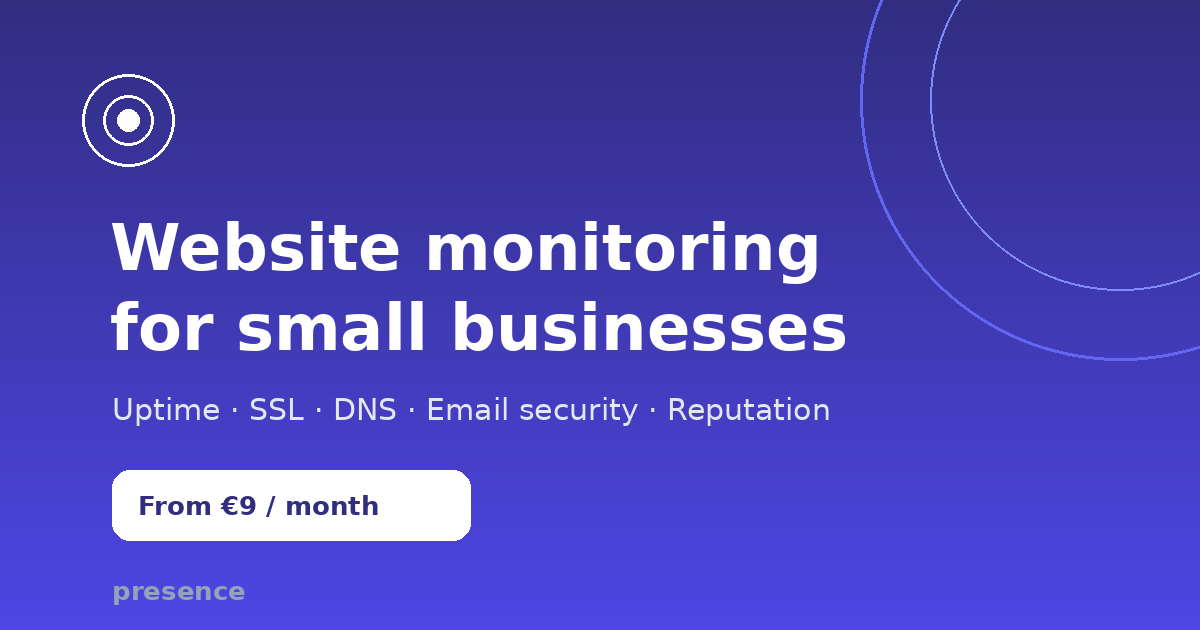 Website monitoring
for small businesses
Uptime · SSL · DNS · Email security · Reputation
From €9 / month
presence